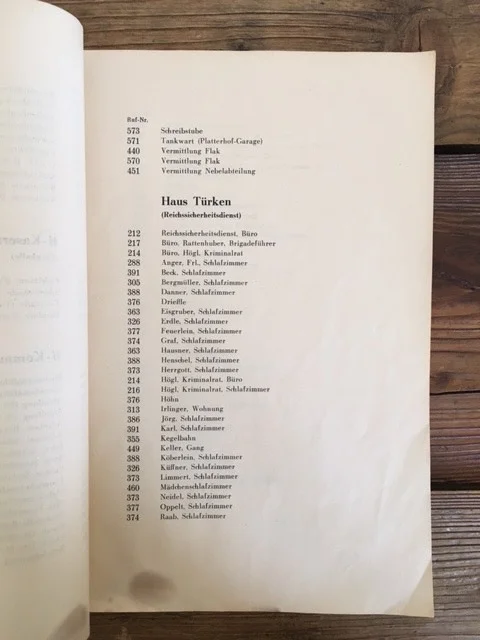 Ruf-Nr.
573 Schreibstube
571 Tankwart (Platterhof-Garage)
440 Vermittlung Flak
570 Vermittlung Flak
451 Vermittlung Nebelabteilung
Haus Türken
(Reichssicherheitsdienst)
212 Reichssicherheitsdienst, Büro
217 Büro, Rattenhuber, Brigadeführer
214 Büro, Högl, Kriminalrat
288 Anger, Frl., Schlafzimmer
391 Beck, Schlafzimmer
305 Bergmüller, Schlafzimmer
388 Danner, Schlafzimmer
376 Drießle
363 Eisgruber, Schlafzimmer
326 Erdle, Schlafzimmer
377 Feuerlein, Schlafzimmer
374 Graf, Schlafzimmer
363 Hausner, Schlafzimmer
388 Henschel, Schlafzimmer
373 Herrgott, Schlafzimmer
214 Högl, Kriminalrat, Büro
216 Högl, Kriminalrat, Schlafzimmer
376 Höhn
313 Irlinger, Wohnung
386 Jörg, Schlafzimmer
391 Karl, Schlafzimmer
355 Kegelbahn
449 Keller, Gang
388 Köberlein, Schlafzimmer
326 Küffner, Schlafzimmer
373 Limmert, Schlafzimmer
460 Mädchenschlafzimmer
373 Neidel, Schlafzimmer
377 Oppelt, Schlafzimmer
374 Raab, Schlafzimmer